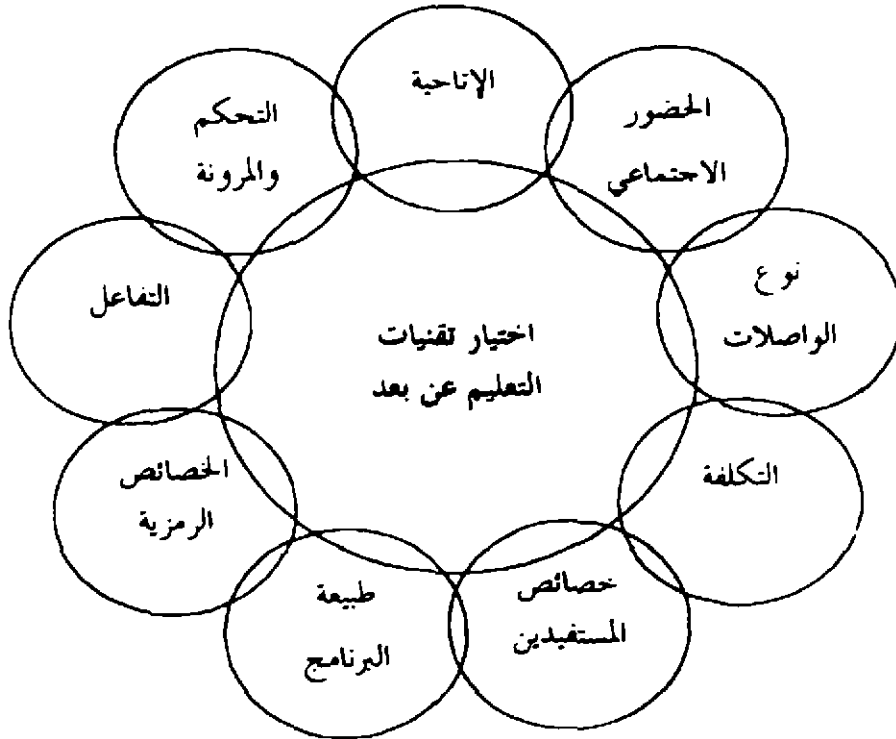 الإتاحية
الحضور
الاجتماعي
نوع
الواصلات
التكلفة
خصائص
المستفيدين
طبيعة
البرنامج
الخصائص
الرمزية
التفاعل
التحكم
والمرونة
اختيار تقنيات
التعليم عن بعد